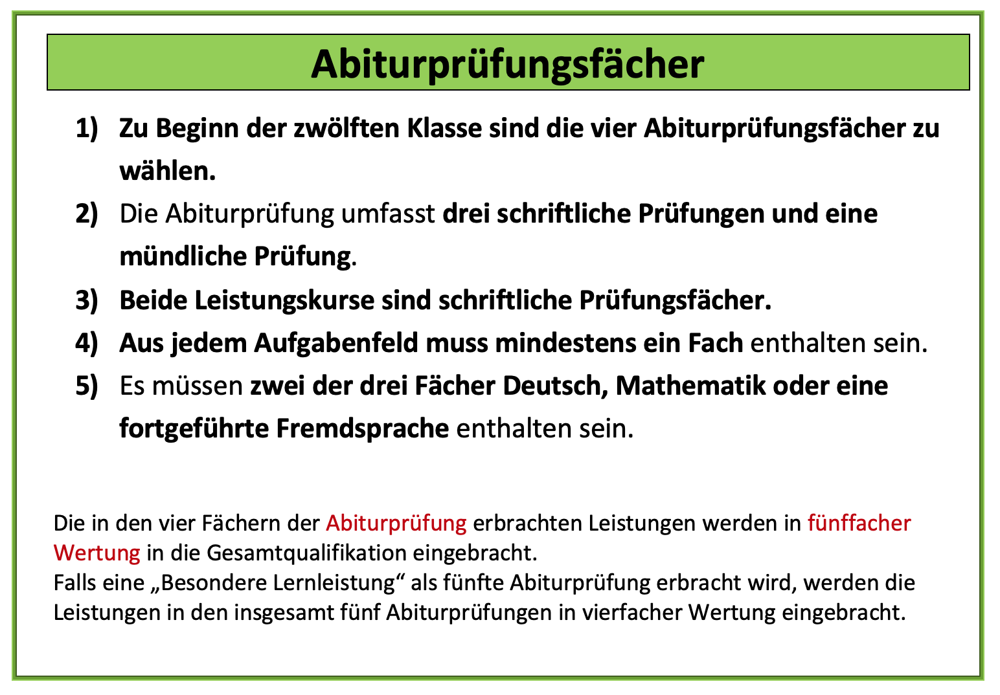 Abiturprüfungsfächer
1) Zu Beginn der zwölften Klasse sind die vier Abiturprüfungsfächer zu
wählen.
2) Die Abiturprüfung umfasst drei schriftliche Prüfungen und eine
mündliche Prüfung.
3) Beide Leistungskurse sind schriftliche Prüfungsfächer.
4) Aus jedem Aufgabenfeld muss mindestens ein Fach enthalten sein.
5) Es müssen zwei der drei Fächer Deutsch, Mathematik oder eine
fortgeführte Fremdsprache enthalten sein.
Die in den vier Fächern der Abiturprüfung erbrachten Leistungen werden in fünffacher
Wertung in die Gesamtqualifikation eingebracht.
Falls eine „Besondere Lernleistung“ als fünfte Abiturprüfung erbracht wird, werden die
Leistungen in den insgesamt fünf Abiturprüfungen in vierfacher Wertung eingebracht.